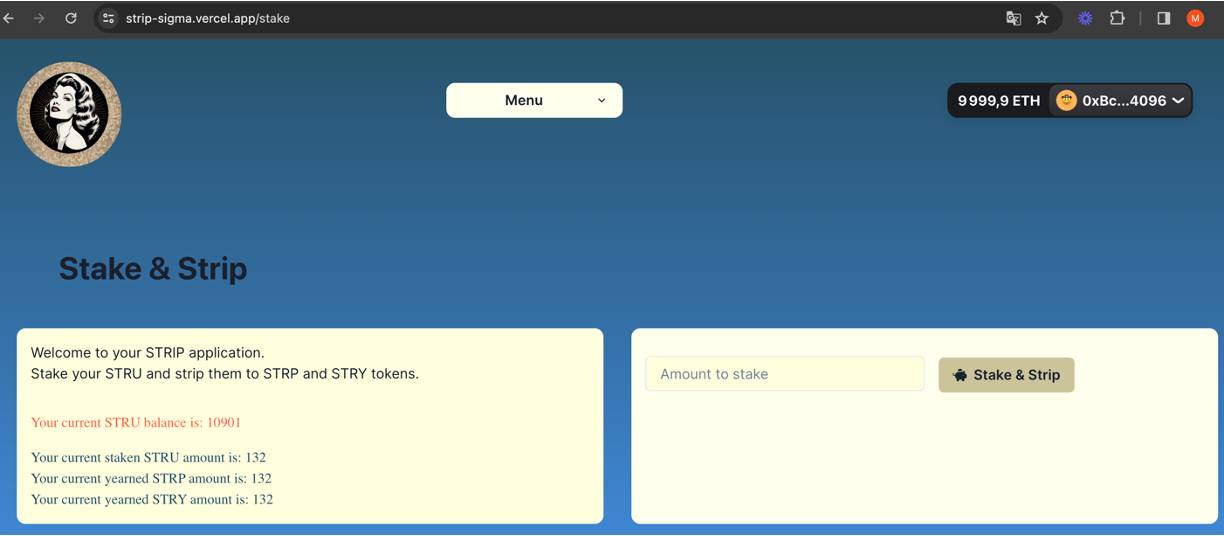 strip-sigma.vercel.app/stake
M
Menu
9 999,9 ETH 0xBc...4096
Stake & Strip
Welcome to your STRIP application.
Stake your STRU and strip them to STRP and STRY tokens.
Your current STRU balance is: 10901
Your current staken STRU amount is: 132
Your current yearned STRP amount is: 132
Your current yearned STRY amount is: 132
Amount to stake
Stake & Strip